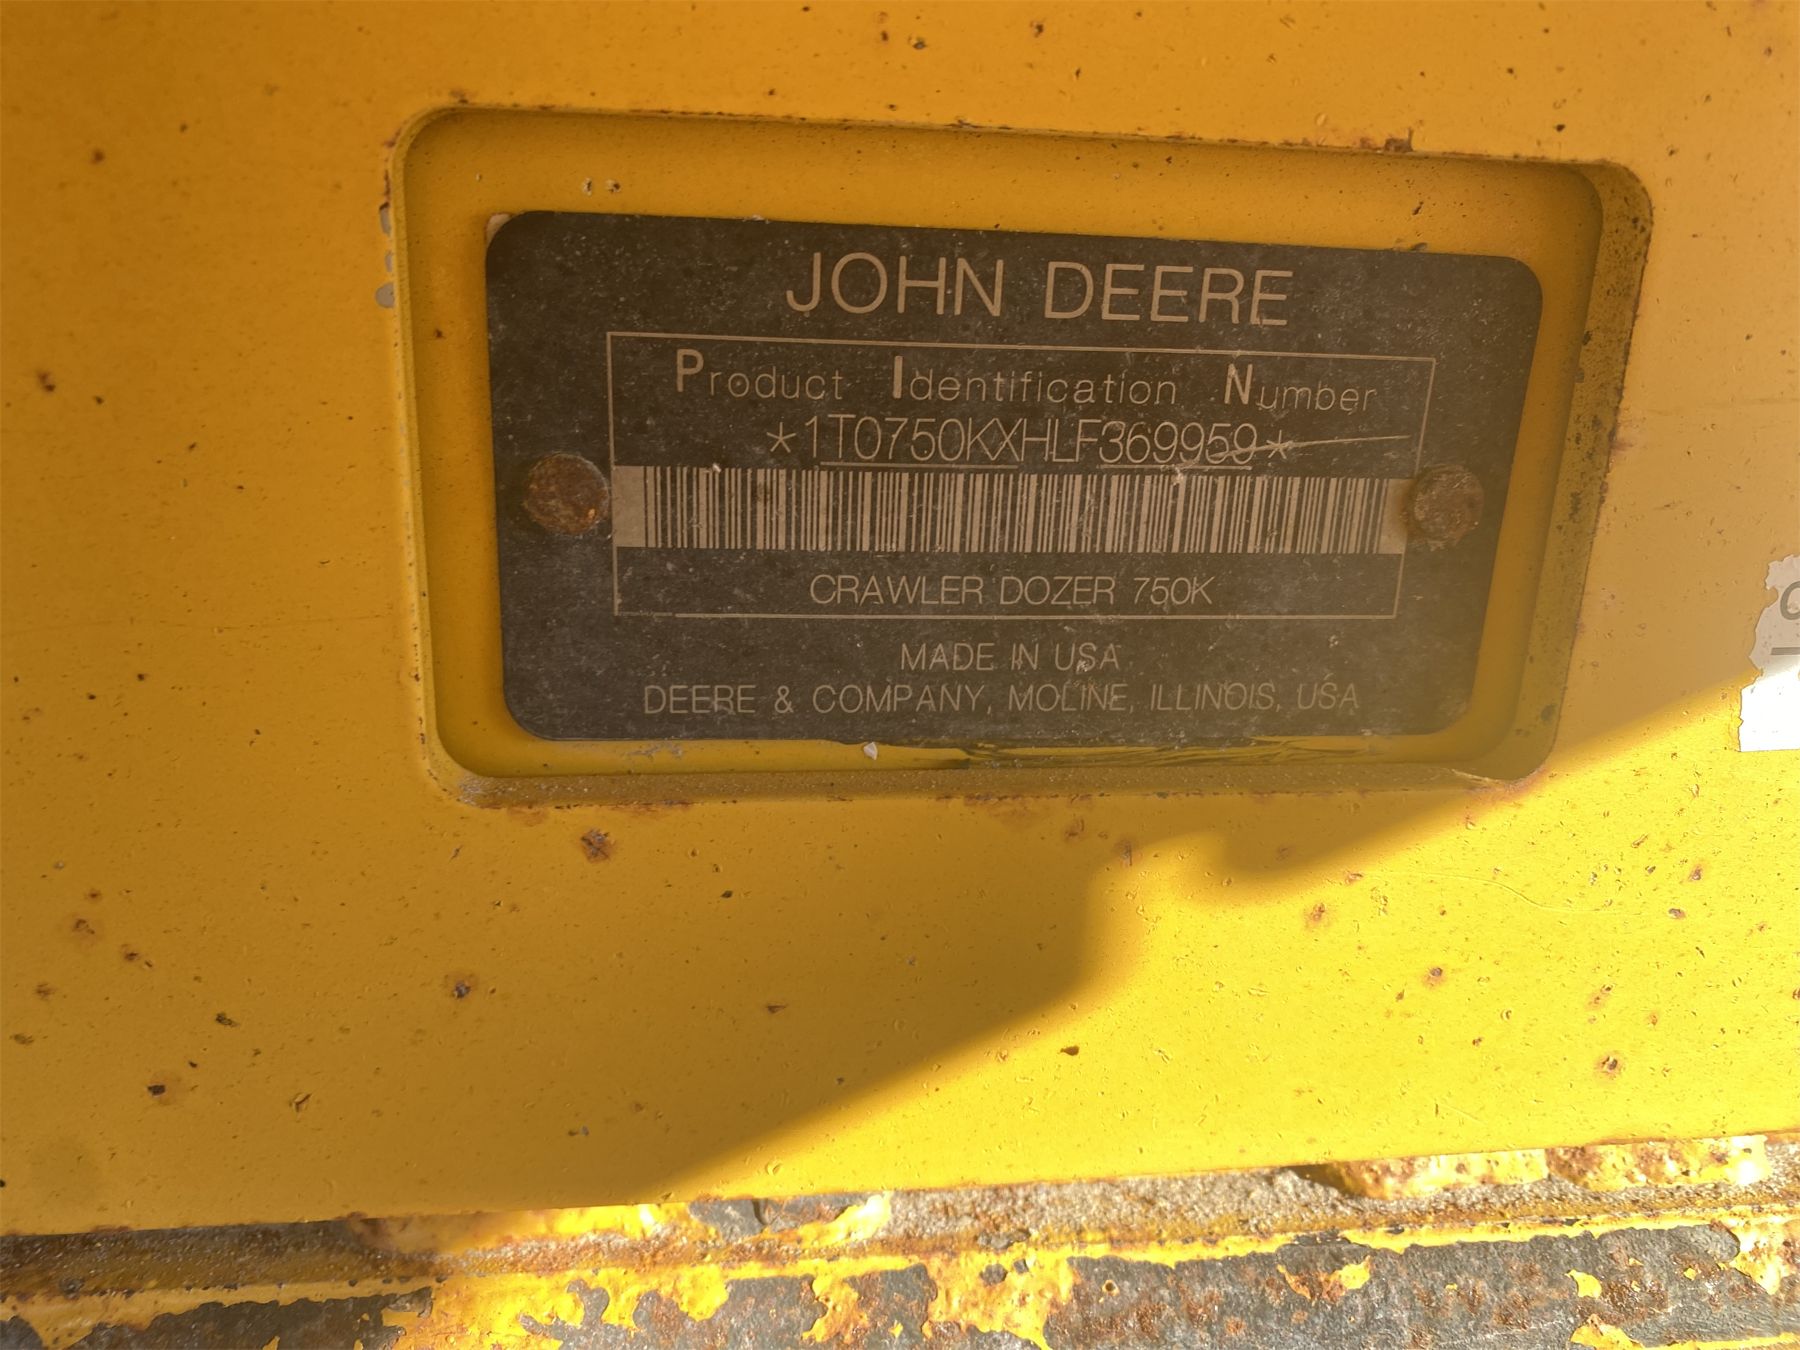 JOHN DEERE
Product Identification Number
*1T0750KXHLF369959*
CRAWLER DOZER 750K
MADE IN USA
DEERE & COMPANY, MOLINE, ILLINOIS, USA